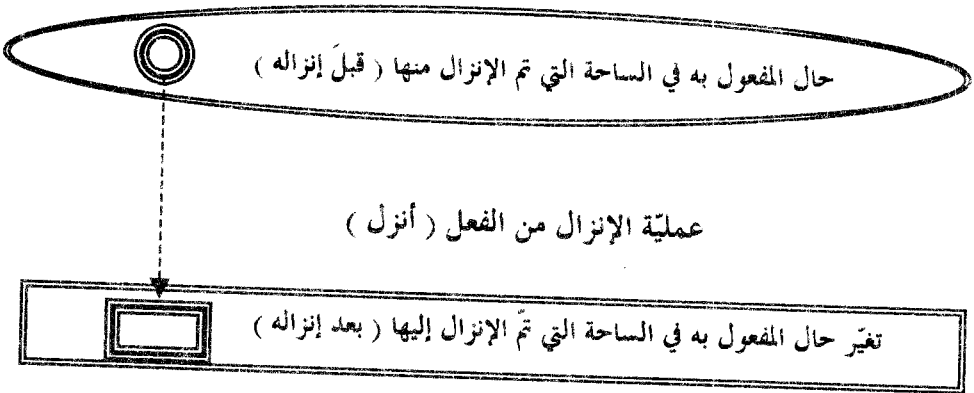 حال المفعول به في الساحة التي تم الإنزال منها ( قبلَ إنزاله )
عمليّة الإنزال من الفعل ( أنزل )
تغيّر حال المفعول به في الساحة التي تمّ الإنزال إليها ( بعد إنزاله )